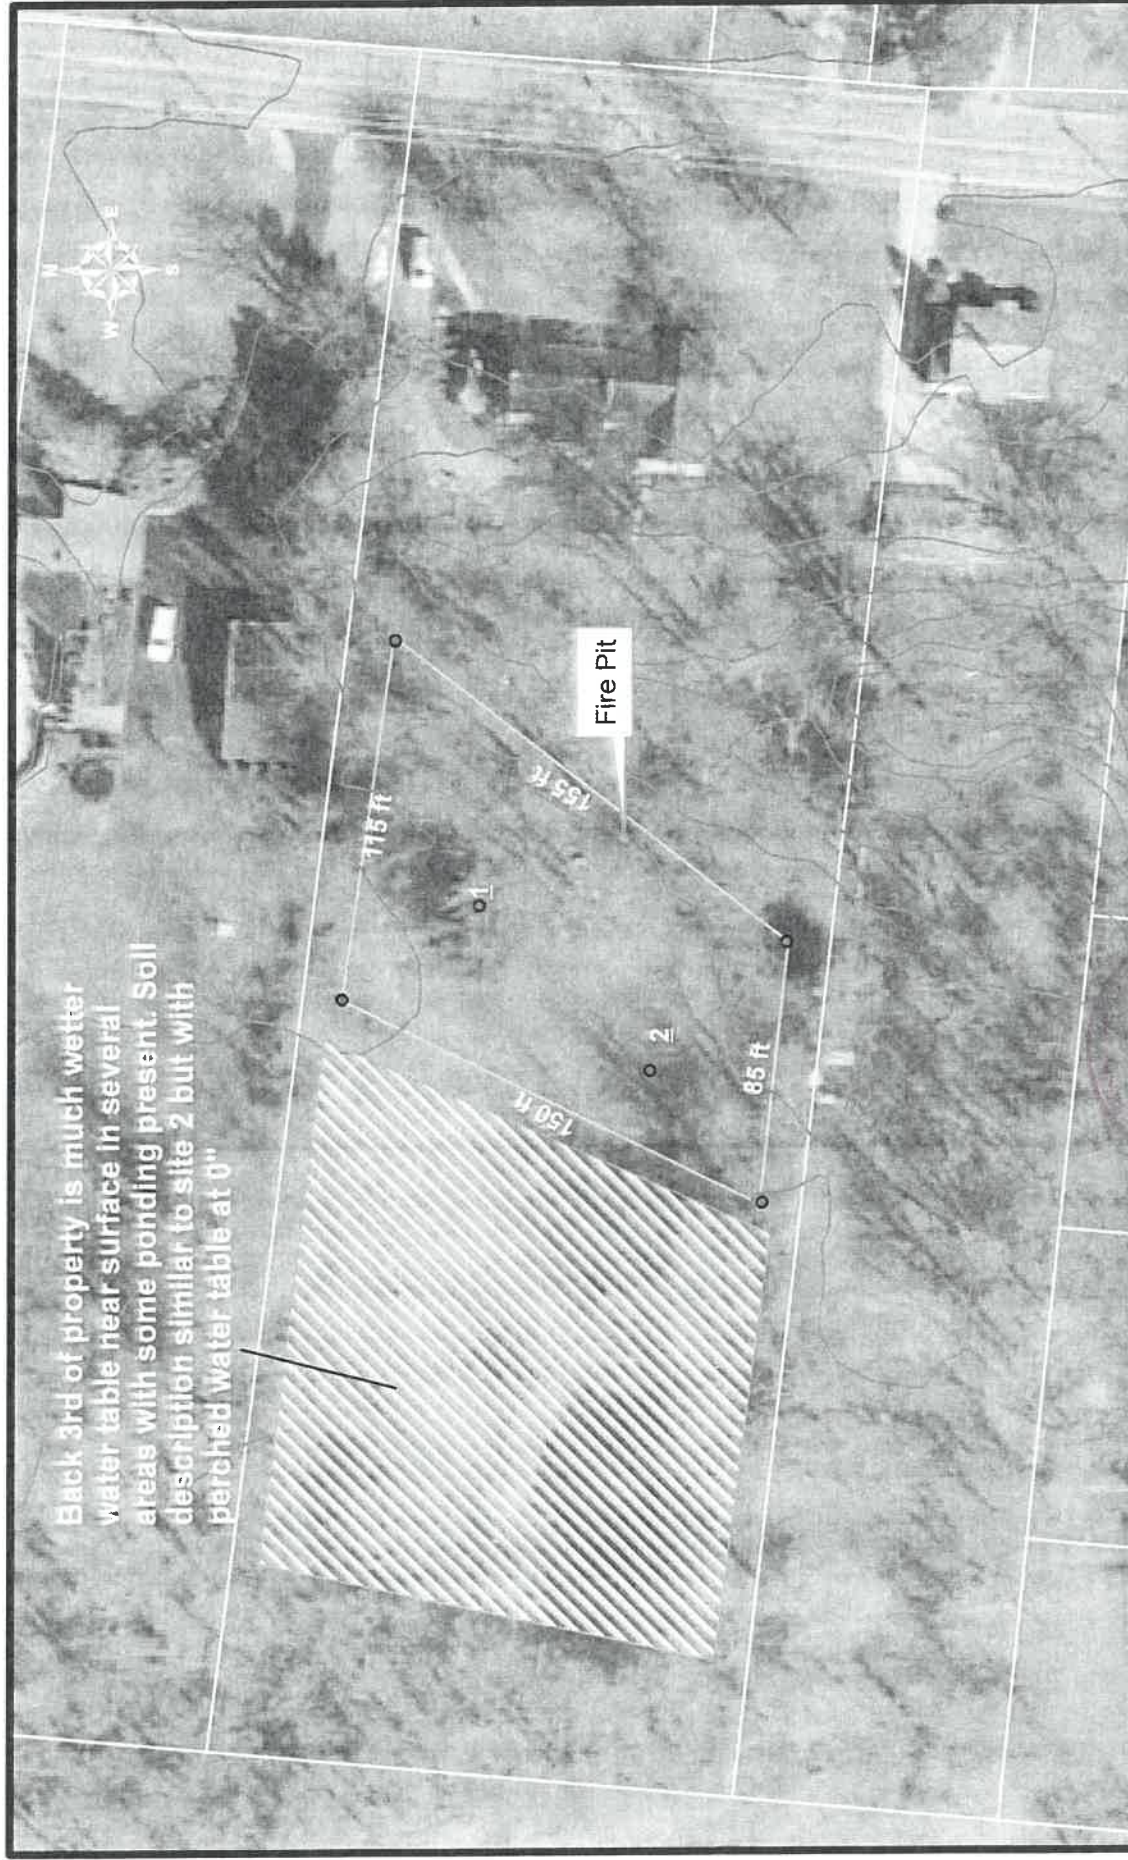 Back 3rd of property is much wetter
water table near surface in several
areas with some ponding present. Soil
description similar to site 2 but with
perched water table at 0"
N
W
E
S
115 ft
1
155 ft
Fire Pit
150 ft
2
85 ft